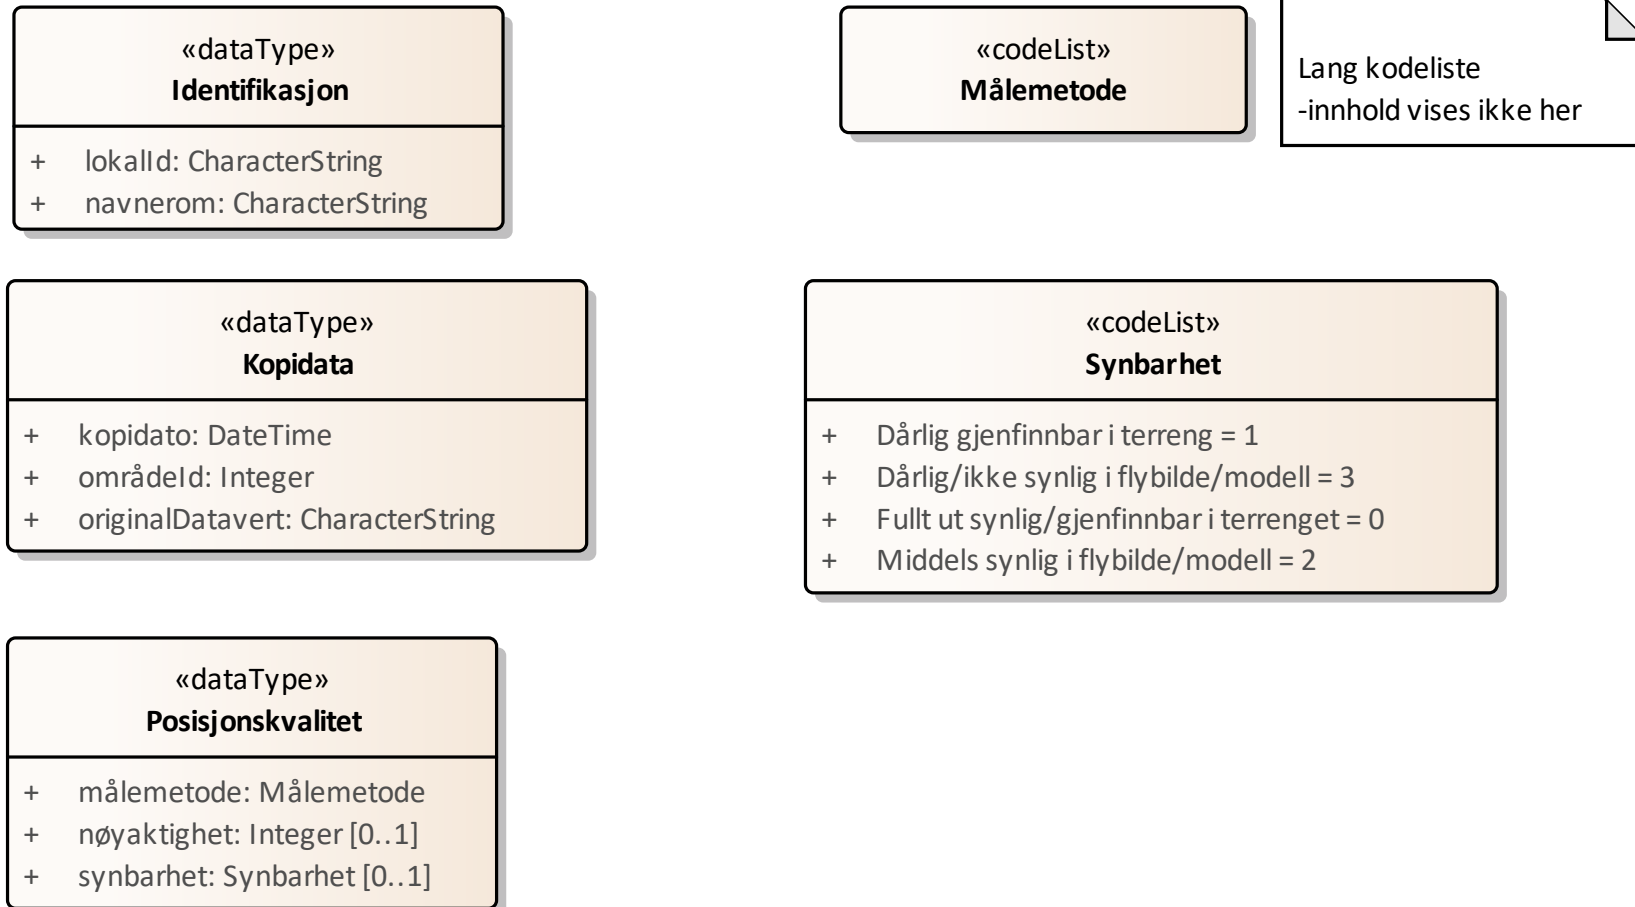 «dataType»
Identifikasjon
+ lokalId: CharacterString
+ navnerom: CharacterString
«codeList»
Målemetode
Lang kodeliste
-innhold vises ikke her
«dataType»
Kopidata
+ kopidato: DateTime
+ områdeId: Integer
+ originalDatavert: CharacterString
«codeList»
Synbarhet
+ Dårlig gjenfinnbar i terreng = 1
+ Dårlig/ikke synlig i flybilde/modell = 3
+ Fullt ut synlig/gjenfinnbar i terrenget = 0
+ Middels synlig i flybilde/modell = 2
«dataType»
Posisjonskvalitet
+ målemetode: Målemetode
+ nøyaktighet: Integer [0..1]
+ synbarhet: Synbarhet [0..1]